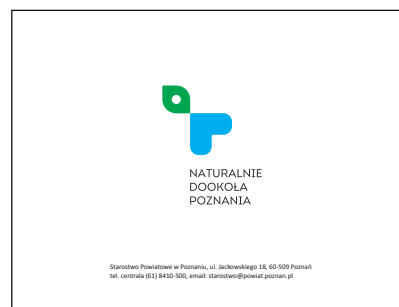 NATURALNIE
DOOKOŁA
POZNANIA
Starostwo Powiatowe w Poznaniu, ul. Jackowskiego 18, 60-509 Poznań
tel. centrala (61) 8410-500, email: starostwo@powiat.poznan.pl